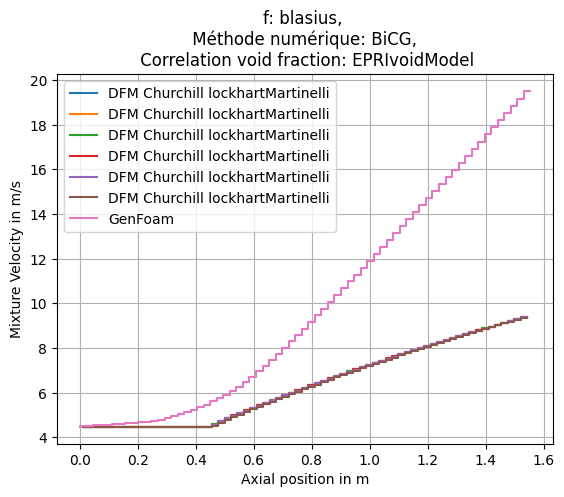 f: blasius,
Méthode numérique: BiCG,
Correlation void fraction: EPRIvoidModel
20
18
16
14
12
10
8
6
4
Mixture Velocity in m/s
DFM Churchill lockhartMartinelli
DFM Churchill lockhartMartinelli
DFM Churchill lockhartMartinelli
DFM Churchill lockhartMartinelli
DFM Churchill lockhartMartinelli
DFM Churchill lockhartMartinelli
GenFoam
0.0 0.2 0.4 0.6 0.8 1.0 1.2 1.4 1.6
Axial position in m